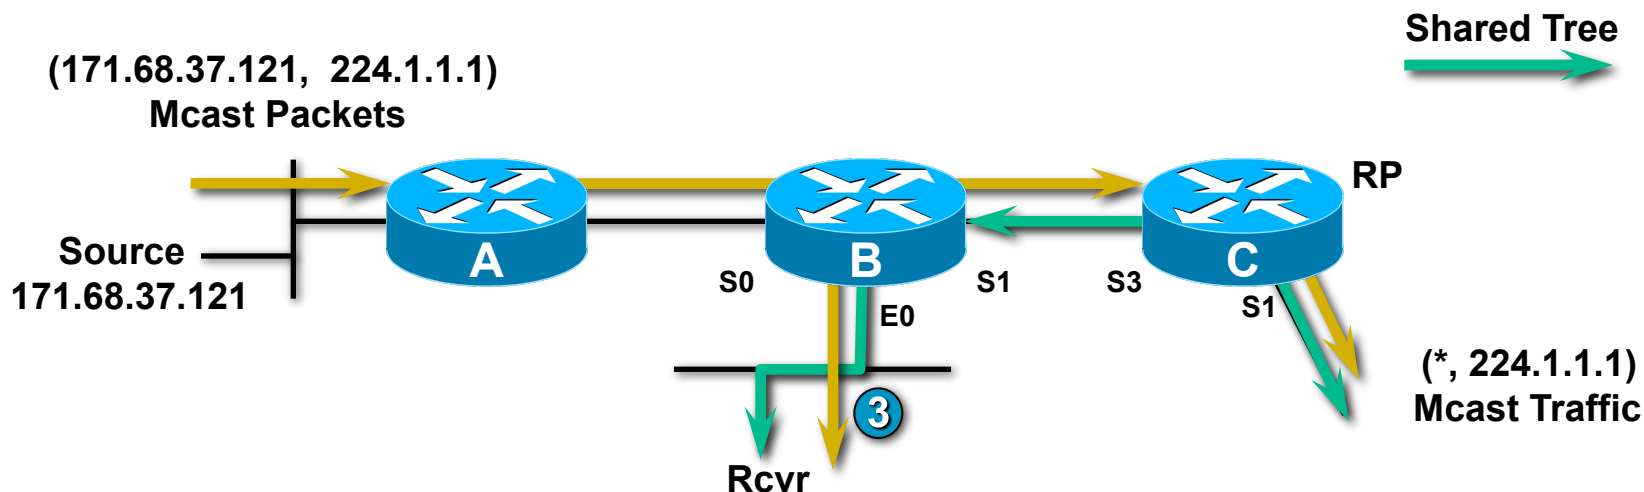 Shared Tree
(171.68.37.121, 224.1.1.1)
Mcast Packets
RP
Source
171.68.37.121
A
B
C
S0
S1
S3
S1
E0
(*, 224.1.1.1)
Mcast Traffic
3
Rcvr